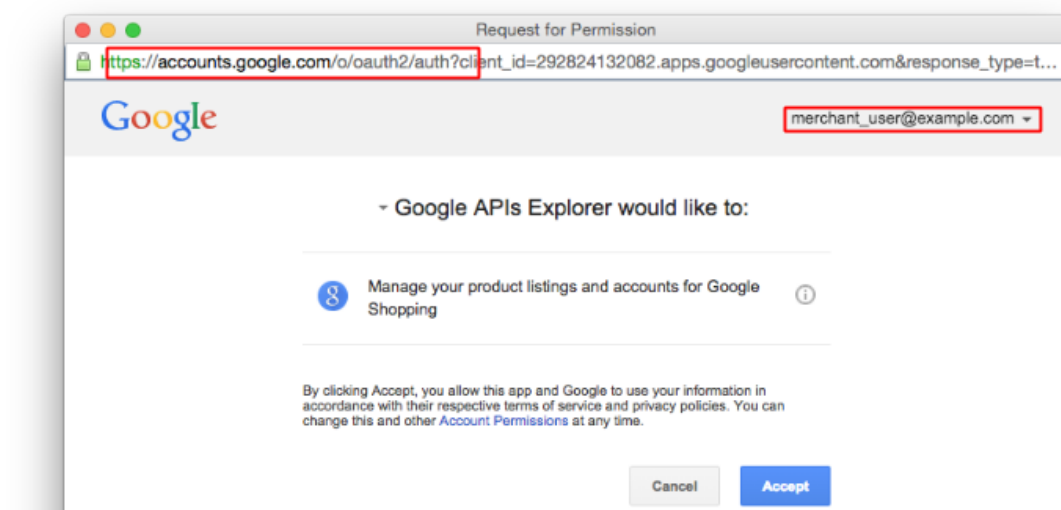 Request for Permission
https://accounts.google.com/o/oauth2/auth?client_id=292824132082.apps.googleusercontent.com&response_type=t...
Google
merchant_user@example.com
Google APIs Explorer would like to:
8
Manage your product listings and accounts for Google
Shopping
i
By clicking Accept, you allow this app and Google to use your information in
accordance with their respective terms of service and privacy policies. You can
change this and other Account Permissions at any time.
Cancel
Accept